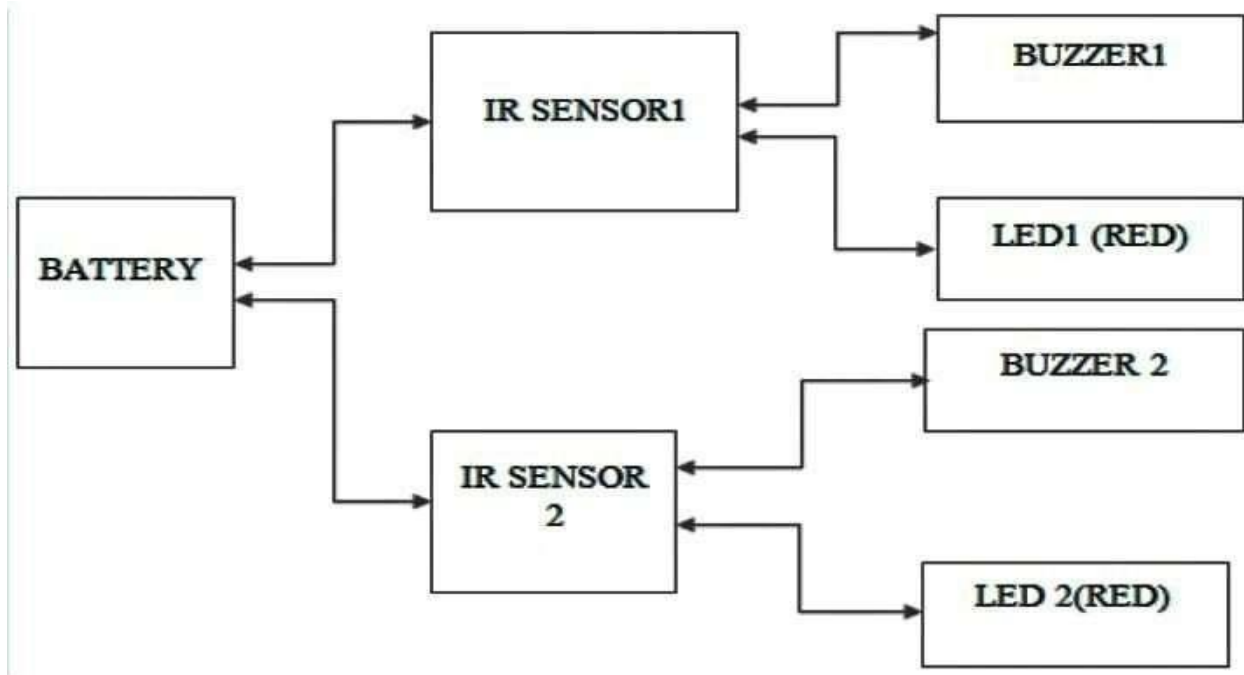 BUZZER1
IR SENSOR1
LED1 (RED)
BATTERY
BUZZER 2
IR SENSOR
2
LED 2(RED)